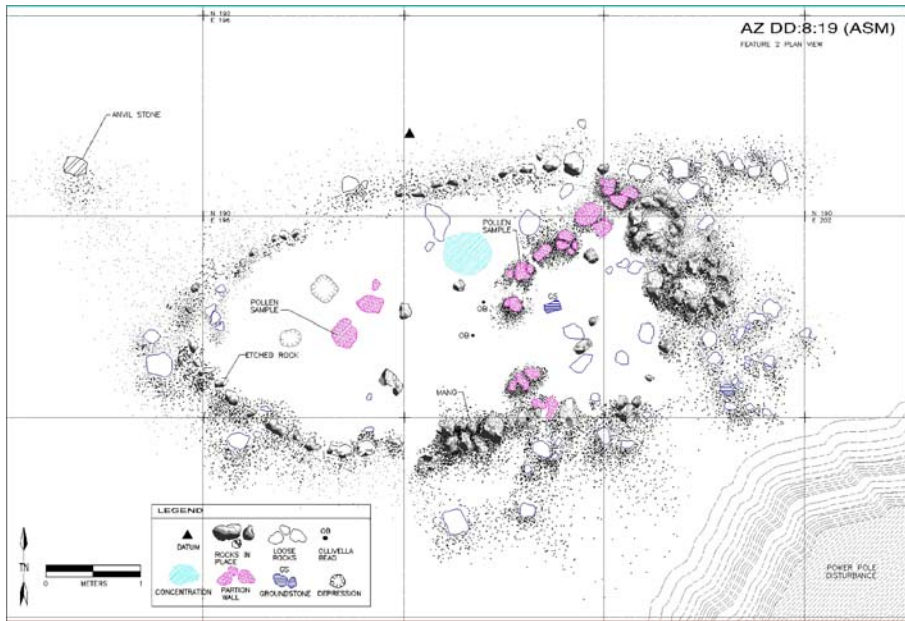 N 190
E 196
AZ DD:8:19 (ASM)
FEATURE 2 PLAN VIEW
ANVIL STONE
N 190
E 196
POLLEN
SAMPLE
N 190
E 202
GS
OB
OB
POLLEN
SAMPLE
ETCHED ROCK
MANO
LEGEND
DATUM
ROCKS IN
PLACE
LOOSE
ROCKS
OB
OLIVELLA
BEAD
CONCENTRATION
PARTION
WALL
GS
GROUNDSTONE
DEPRESSION
TN
0
METERS
1
POWER POLE
DISTURBANCE